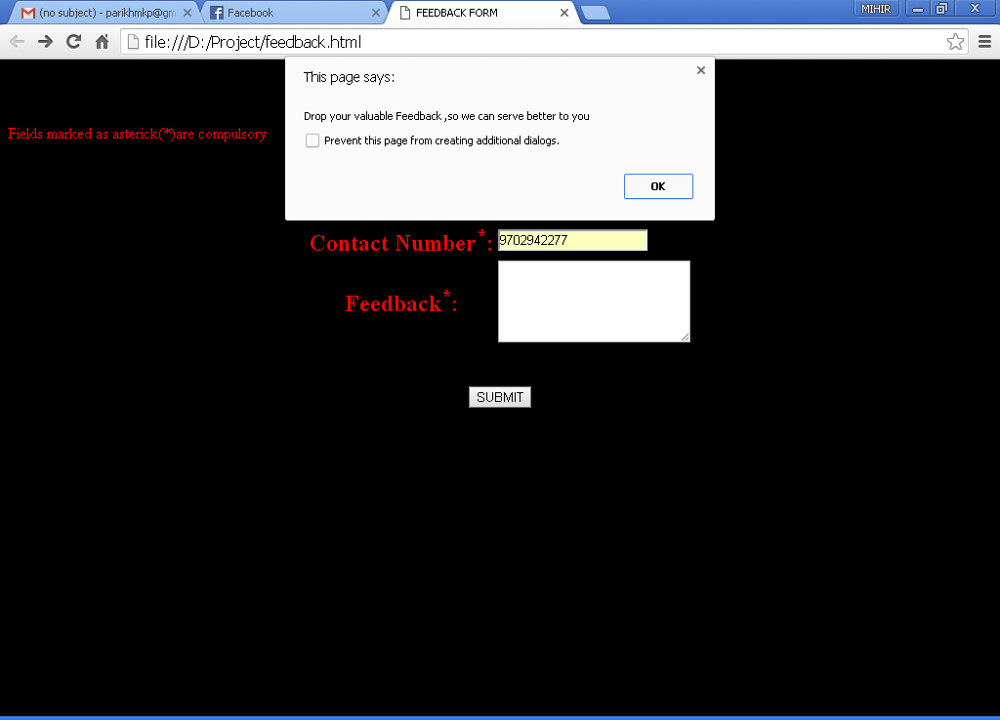 (no subject) - parikhmkp@gm
Facebook
FEEDBACK FORM
MIHIR
file:///D:/Project/feedback.html
This page says:
Drop your valuable Feedback ,so we can serve better to you
Prevent this page from creating additional dialogs.
OK
Fields marked as asterick(*)are compulsory
Contact Number*: 9702942277
Feedback*:
SUBMIT